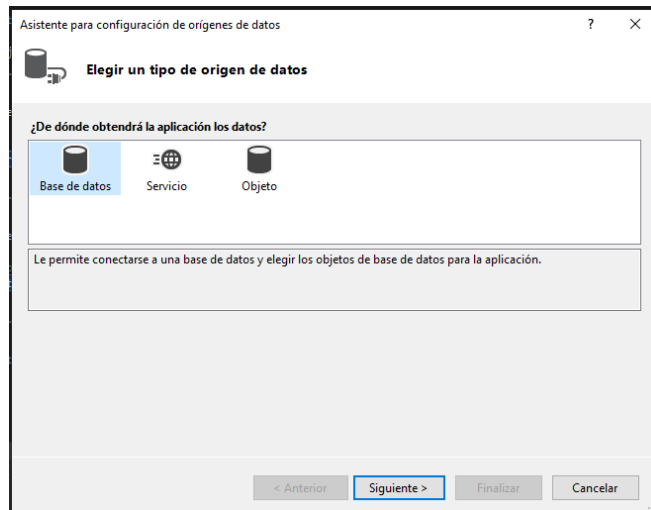 Asistente para configuración de orígenes de datos
?
Elegir un tipo de origen de datos
¿De dónde obtendrá la aplicación los datos?
Base de datos Servicio Objeto
Le permite conectarse a una base de datos y elegir los objetos de base de datos para la aplicación.
< Anterior Siguiente > Finalizar Cancelar